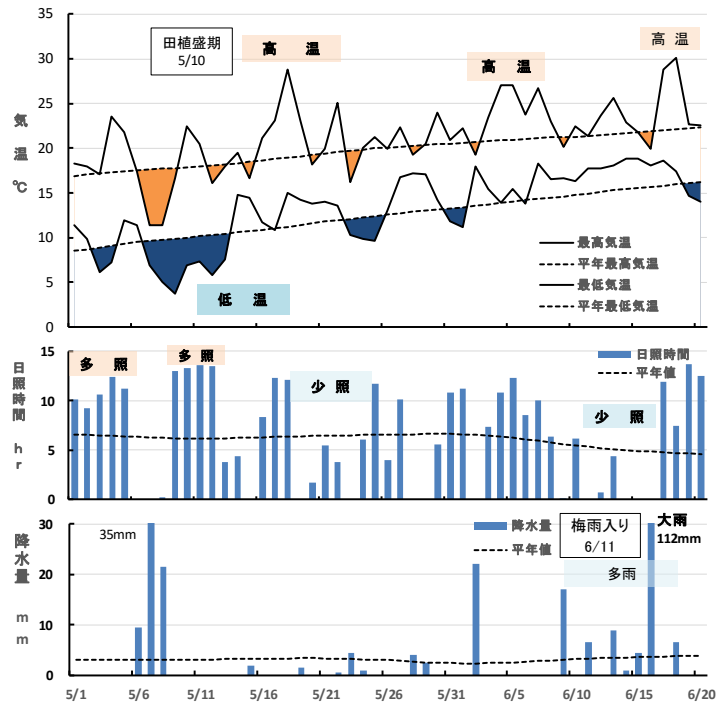 35
30
25
20
15
10
5
0
気温 ℃
田植盛期
5/10
高 温
高 温
高 温
低 温
最高気温
平年最高気温
最低気温
平年最低気温
15
10
5
0
日照時間 hr
多 照
多 照
少 照
少 照
日照時間
平年値
30
20
10
0
降水量 mm
35mm
降水量
平年値
梅雨入り
6/11
大雨
112mm
多雨
5/1 5/6 5/11 5/16 5/21 5/26 5/31 6/5 6/10 6/15 6/20